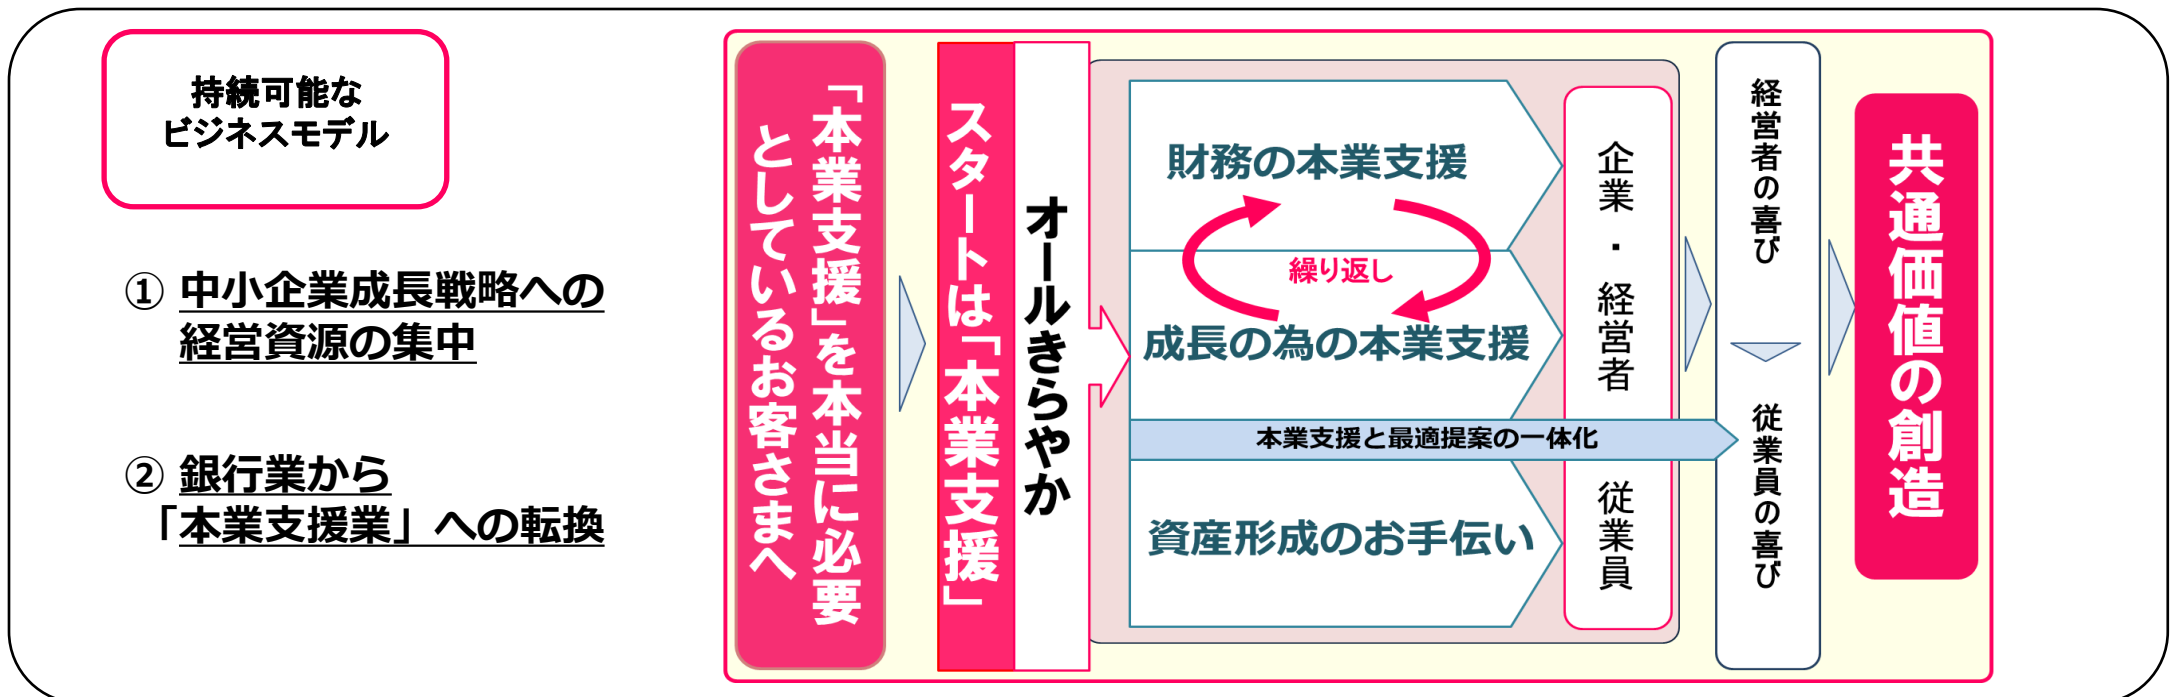 持続可能な
ビジネスモデル
① 中小企業成長戦略への
経営資源の集中
② 銀行業から
「本業支援業」への転換
「本業支援」を本当に必要
としているお客さまへ
スタートは「本業支援」
オールきらやか
財務の本業支援
繰り返し
成長の為の本業支援
本業支援と最適提案の一体化
資産形成のお手伝い
企業・経営者
従業員
経営者の喜び
従業員の喜び
共通価値の創造